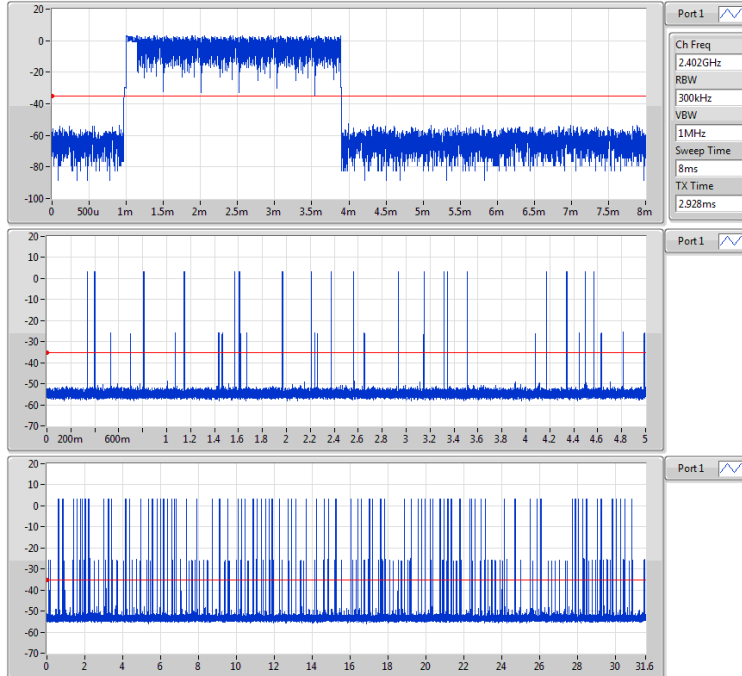 Port 1
Ch Freq
2.402GHz
RBW
300kHz
VBW
1MHz
Sweep Time
8ms
TX Time
2.928ms
20
0
-20
-40
-60
-80
-100
0 500u 1m 1.5m 2m 2.5m 3m 3.5m 4m 4.5m 5m 5.5m 6m 6.5m 7m 7.5m 8m
Port 1
20
10
0
-10
-20
-30
-40
-50
-60
-70
0 200m 600m 1 1.2 1.4 1.6 1.8 2 2.2 2.4 2.6 2.8 3 3.2 3.4 3.6 3.8 4 4.2 4.4 4.6 4.8 5
Port 1
20
10
0
-10
-20
-30
-40
-50
-60
-70
0 2 4 6 8 10 12 14 16 18 20 22 24 26 28 30 31.6